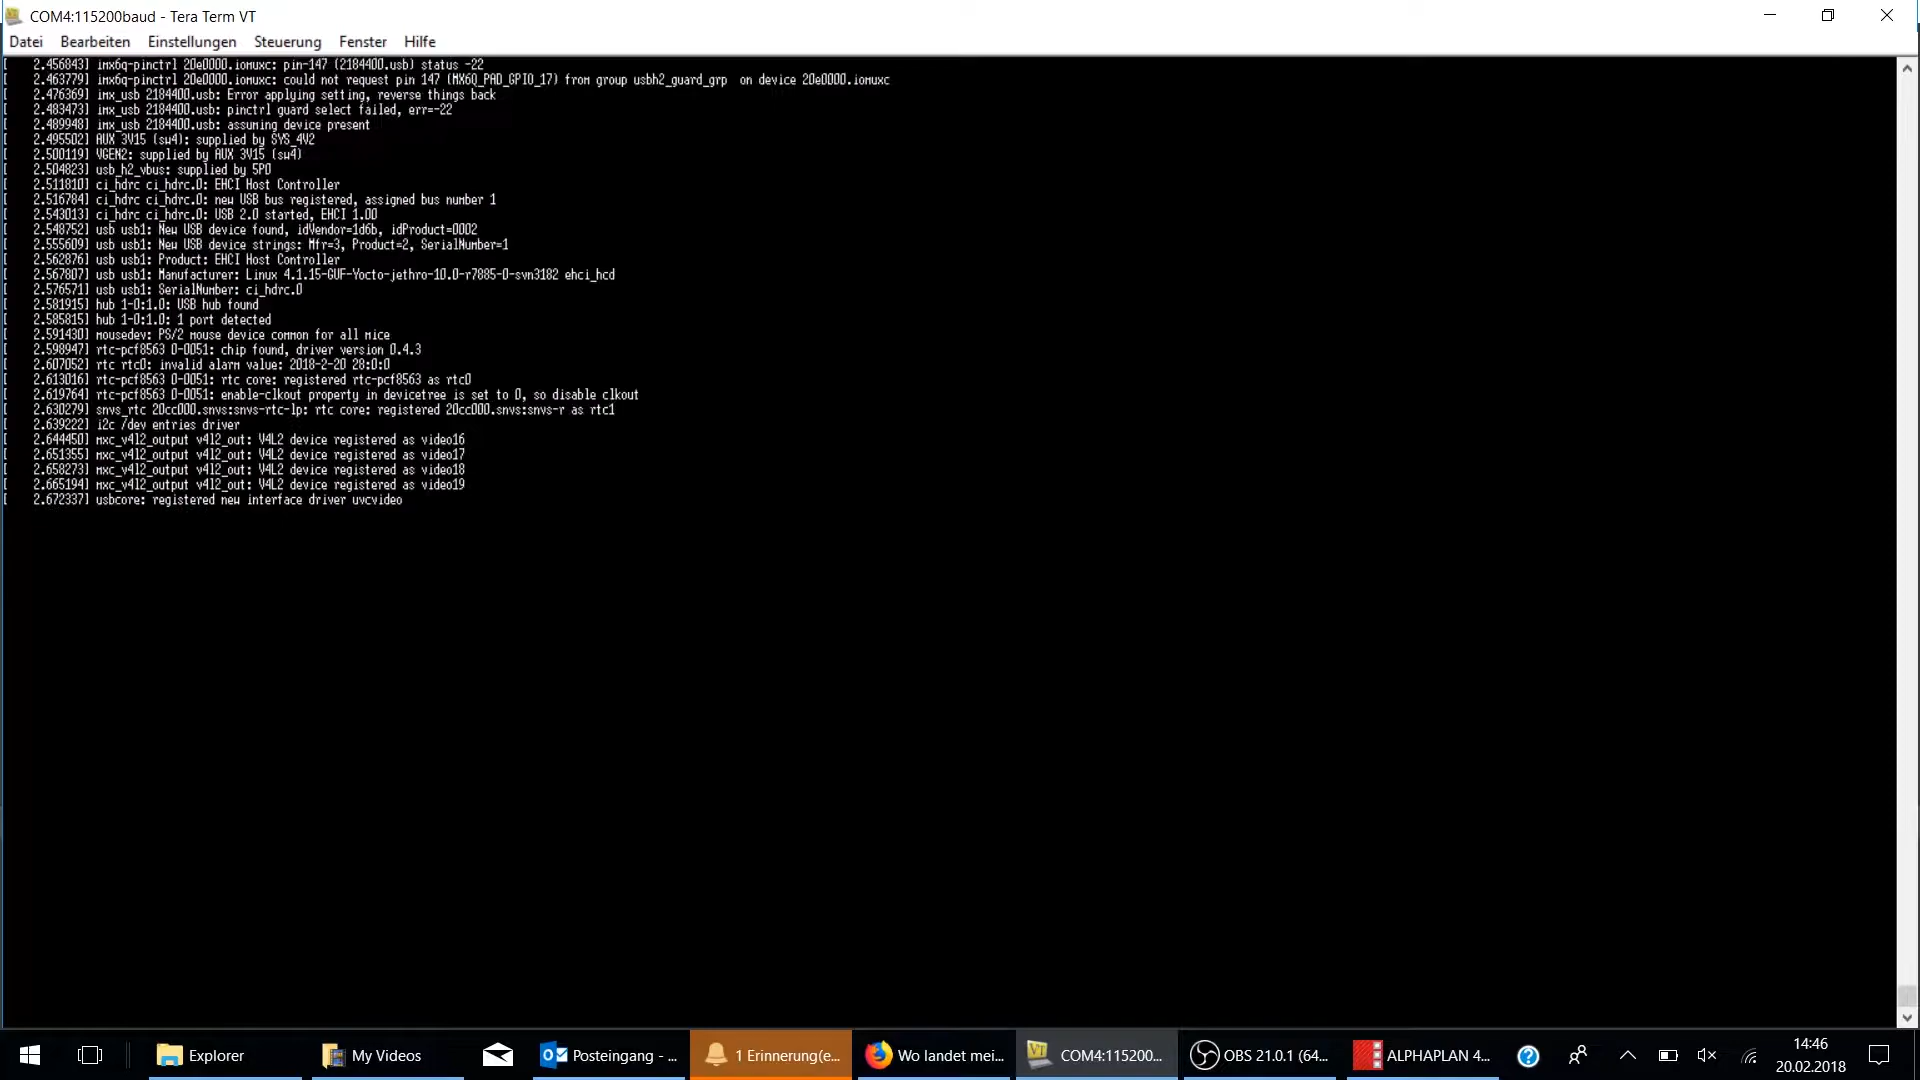 COM4:115200baud - Tera Term VT
Datei Bearbeiten Einstellungen Steuerung Fenster Hilfe
[    2.456843] imx6q-pinctrl 20e0000.iomuxc: pin-147 (2184400.usb) status -22
[    2.463779] imx6q-pinctrl 20e0000.iomuxc: could not request pin 147 (MX6Q_PAD_GPIO_17) from group usbh2_guard_grp  on device 20e0000.iomuxc
[    2.476369] imx_usb 2184400.usb: Error applying setting, reverse things back
[    2.483473] imx_usb 2184400.usb: pinctrl guard select failed, err=-22
[    2.489948] imx_usb 2184400.usb: assuming device present
[    2.495502] AUX 3V15 (sw4): supplied by SYS_4V2
[    2.500119] VGEN2: supplied by AUX 3V15 (sw4)
[    2.504823] usb_h2_vbus: supplied by 5P0
[    2.511810] ci_hdrc ci_hdrc.0: EHCI Host Controller
[    2.516784] ci_hdrc ci_hdrc.0: new USB bus registered, assigned bus number 1
[    2.543013] ci_hdrc ci_hdrc.0: USB 2.0 started, EHCI 1.00
[    2.548752] usb usb1: New USB device found, idVendor=1d6b, idProduct=0002
[    2.555609] usb usb1: New USB device strings: Mfr=3, Product=2, SerialNumber=1
[    2.562876] usb usb1: Product: EHCI Host Controller
[    2.567807] usb usb1: Manufacturer: Linux 4.1.15-GUF-Yocto-jethro-10.0-r7885-0-svn3182 ehci_hcd
[    2.576571] usb usb1: SerialNumber: ci_hdrc.0
[    2.581915] hub 1-0:1.0: USB hub found
[    2.585815] hub 1-0:1.0: 1 port detected
[    2.591430] mousedev: PS/2 mouse device common for all mice
[    2.598947] rtc-pcf8563 0-0051: chip found, driver version 0.4.3
[    2.607052] rtc rtc0: invalid alarm value: 2018-2-20 28:0:0
[    2.613016] rtc-pcf8563 0-0051: rtc core: registered rtc-pcf8563 as rtc0
[    2.619764] rtc-pcf8563 0-0051: enable-clkout property in devicetree is set to 0, so disable clkout
[    2.630279] snvs_rtc 20cc000.snvs:snvs-rtc-lp: rtc core: registered 20cc000.snvs:snvs-r as rtc1
[    2.639222] i2c /dev entries driver
[    2.644450] mxc_v4l2_output v4l2_out: V4L2 device registered as video16
[    2.651355] mxc_v4l2_output v4l2_out: V4L2 device registered as video17
[    2.658273] mxc_v4l2_output v4l2_out: V4L2 device registered as video18
[    2.665194] mxc_v4l2_output v4l2_out: V4L2 device registered as video19
[    2.672337] usbcore: registered new interface driver uvcvideo
Explorer My Videos Posteingang - ... 1 Erinnerung(e... Wo landet mei... COM4:115200... OBS 21.0.1 (64... ALPHAPLAN 4... 14:46
20.02.2018